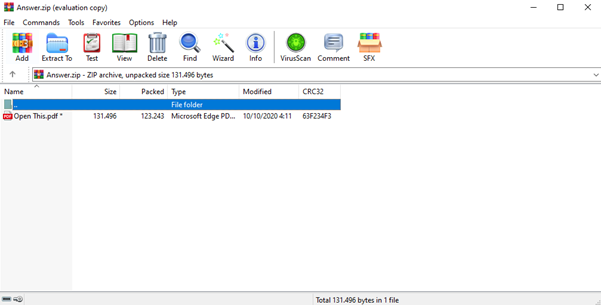 Answer.zip (evaluation copy)
File Commands Tools Favorites Options Help
Add Extract To Test View Delete Find Wizard Info VirusScan Comment SFX
Answer.zip - ZIP archive, unpacked size 131.496 bytes
Name Size Packed Type Modified CRC32
.. File folder
Open This.pdf * 131.496 123.243 Microsoft Edge PD... 10/10/2020 4:11 63F234F3
Total 131.496 bytes in 1 file